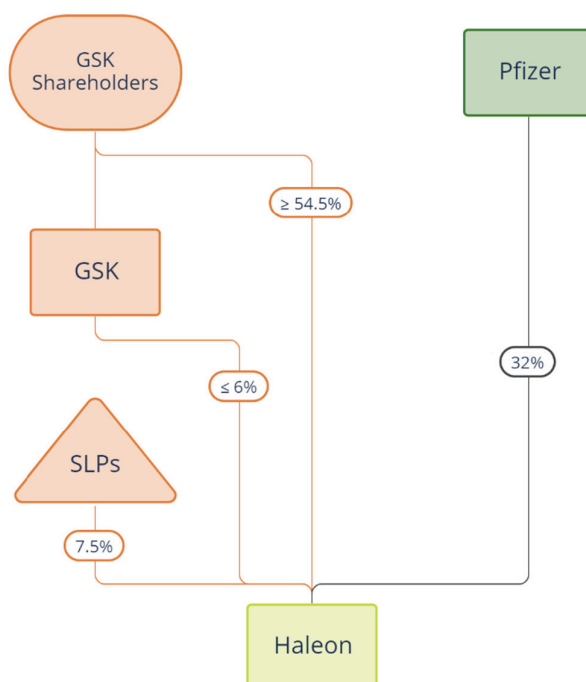 GSK
Shareholders
Pfizer
≥ 54.5%
GSK
32%
≤ 6%
SLPs
7.5%
Haleon